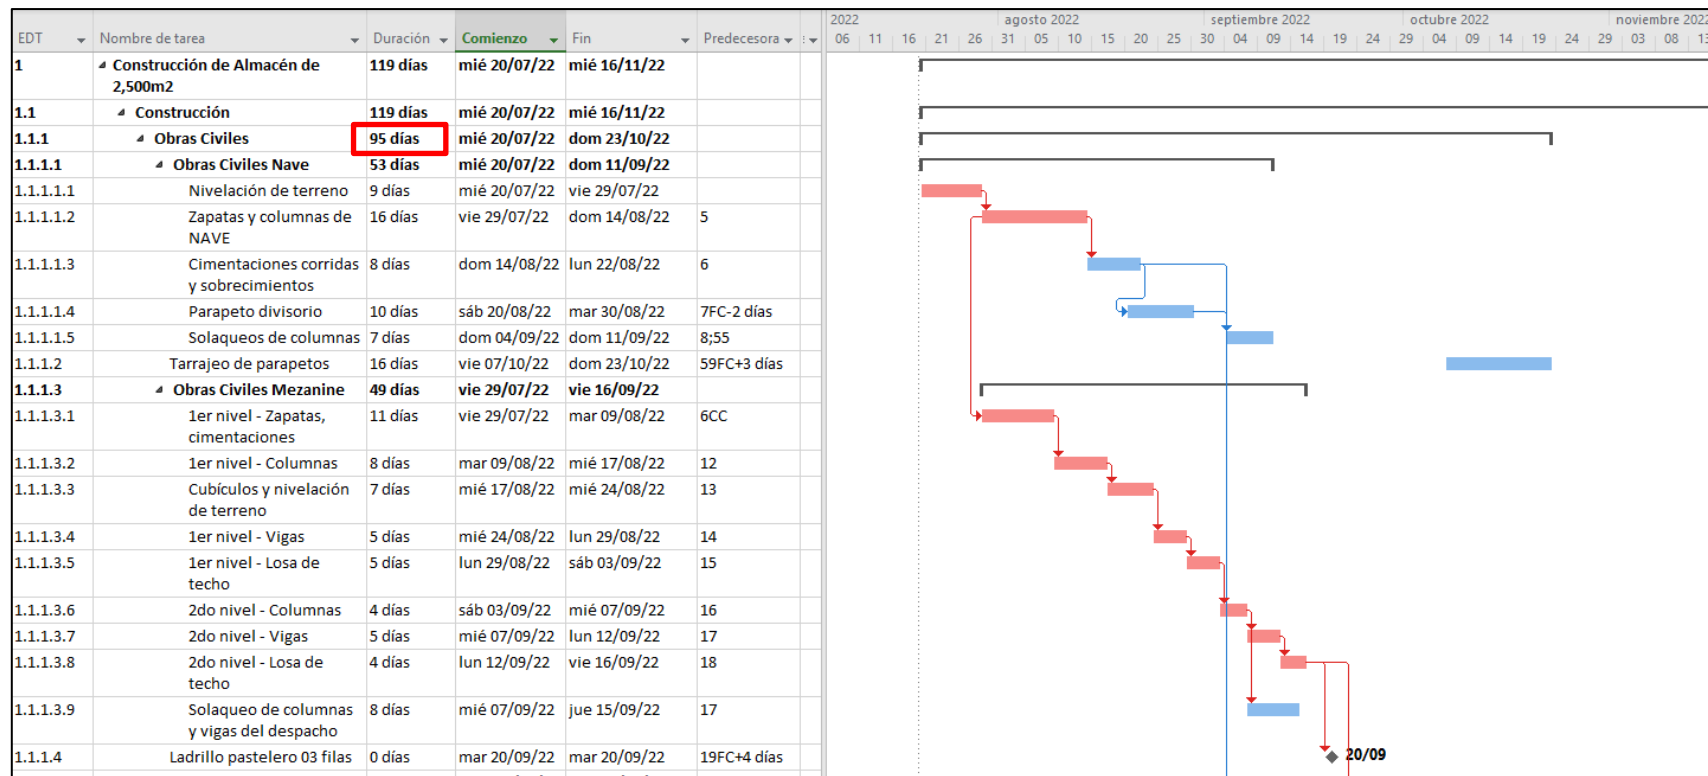 2022 agosto 2022 septiembre 2022 octubre 2022 noviembre 2022
EDT Nombre de tarea Duración Comienzo Fin Predecesora 06 11 16 21 26 31 05 10 15 20 25 30 04 09 14 19 24 29 04 09 14 19 24 29 03 08 13
1 Construcción de Almacén de 119 días mié 20/07/22 mié 16/11/22
2,500m2
1.1 Construcción 119 días mié 20/07/22 mié 16/11/22
1.1.1 Obras Civiles 95 días mié 20/07/22 dom 23/10/22
1.1.1.1 Obras Civiles Nave 53 días mié 20/07/22 dom 11/09/22
1.1.1.1.1 Nivelación de terreno 9 días mié 20/07/22 vie 29/07/22
1.1.1.1.2 Zapatas y columnas de 16 días vie 29/07/22 dom 14/08/22 5
NAVE
1.1.1.1.3 Cimentaciones corridas 8 días dom 14/08/22 lun 22/08/22 6
y sobrecimientos
1.1.1.1.4 Parapeto divisorio 10 días sáb 20/08/22 mar 30/08/22 7FC-2 días
1.1.1.1.5 Solaqueos de columnas 7 días dom 04/09/22 dom 11/09/22 8;55
1.1.1.2 Tarrajeo de parapetos 16 días vie 07/10/22 dom 23/10/22 59FC+3 días
1.1.1.3 Obras Civiles Mezanine 49 días vie 29/07/22 vie 16/09/22
1.1.1.3.1 1er nivel - Zapatas, 11 días vie 29/07/22 mar 09/08/22 6CC
cimentaciones
1.1.1.3.2 1er nivel - Columnas 8 días mar 09/08/22 mié 17/08/22 12
1.1.1.3.3 Cubículos y nivelación 7 días mié 17/08/22 mié 24/08/22 13
de terreno
1.1.1.3.4 1er nivel - Vigas 5 días mié 24/08/22 lun 29/08/22 14
1.1.1.3.5 1er nivel - Losa de 5 días lun 29/08/22 sáb 03/09/22 15
techo
1.1.1.3.6 2do nivel - Columnas 4 días sáb 03/09/22 mié 07/09/22 16
1.1.1.3.7 2do nivel - Vigas 5 días mié 07/09/22 lun 12/09/22 17
1.1.1.3.8 2do nivel - Losa de 4 días lun 12/09/22 vie 16/09/22 18
techo
1.1.1.3.9 Solaqueo de columnas 8 días mié 07/09/22 jue 15/09/22 17
y vigas del despacho
1.1.1.4 Ladrillo pastelero 03 filas 0 días mar 20/09/22 mar 20/09/22 19FC+4 días 20/09